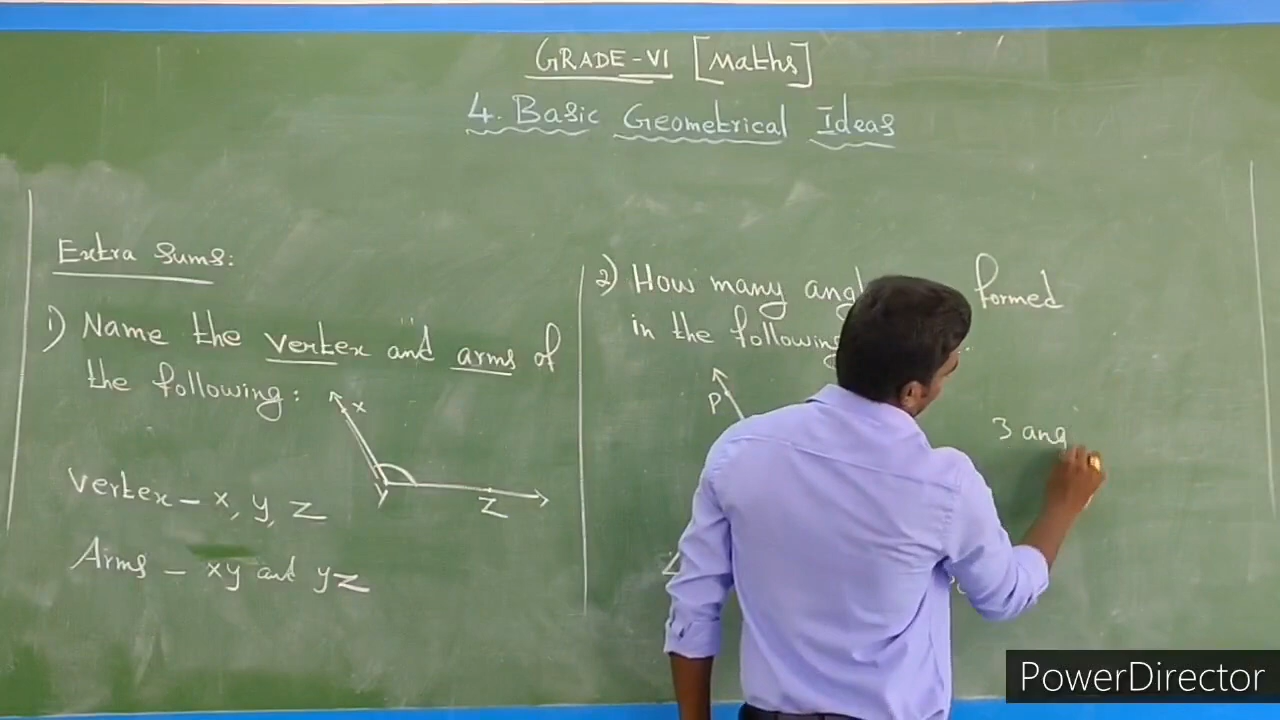 GRADE-VI [Maths]
4. Basic Geometrical Ideas
Extra Sums:
1) Name the vertex and arms of
the following:
x
y
z
Vertex - x, y, z
Arms - xy and yz
2) How many formed
in the following
P
3 ang
PowerDirector